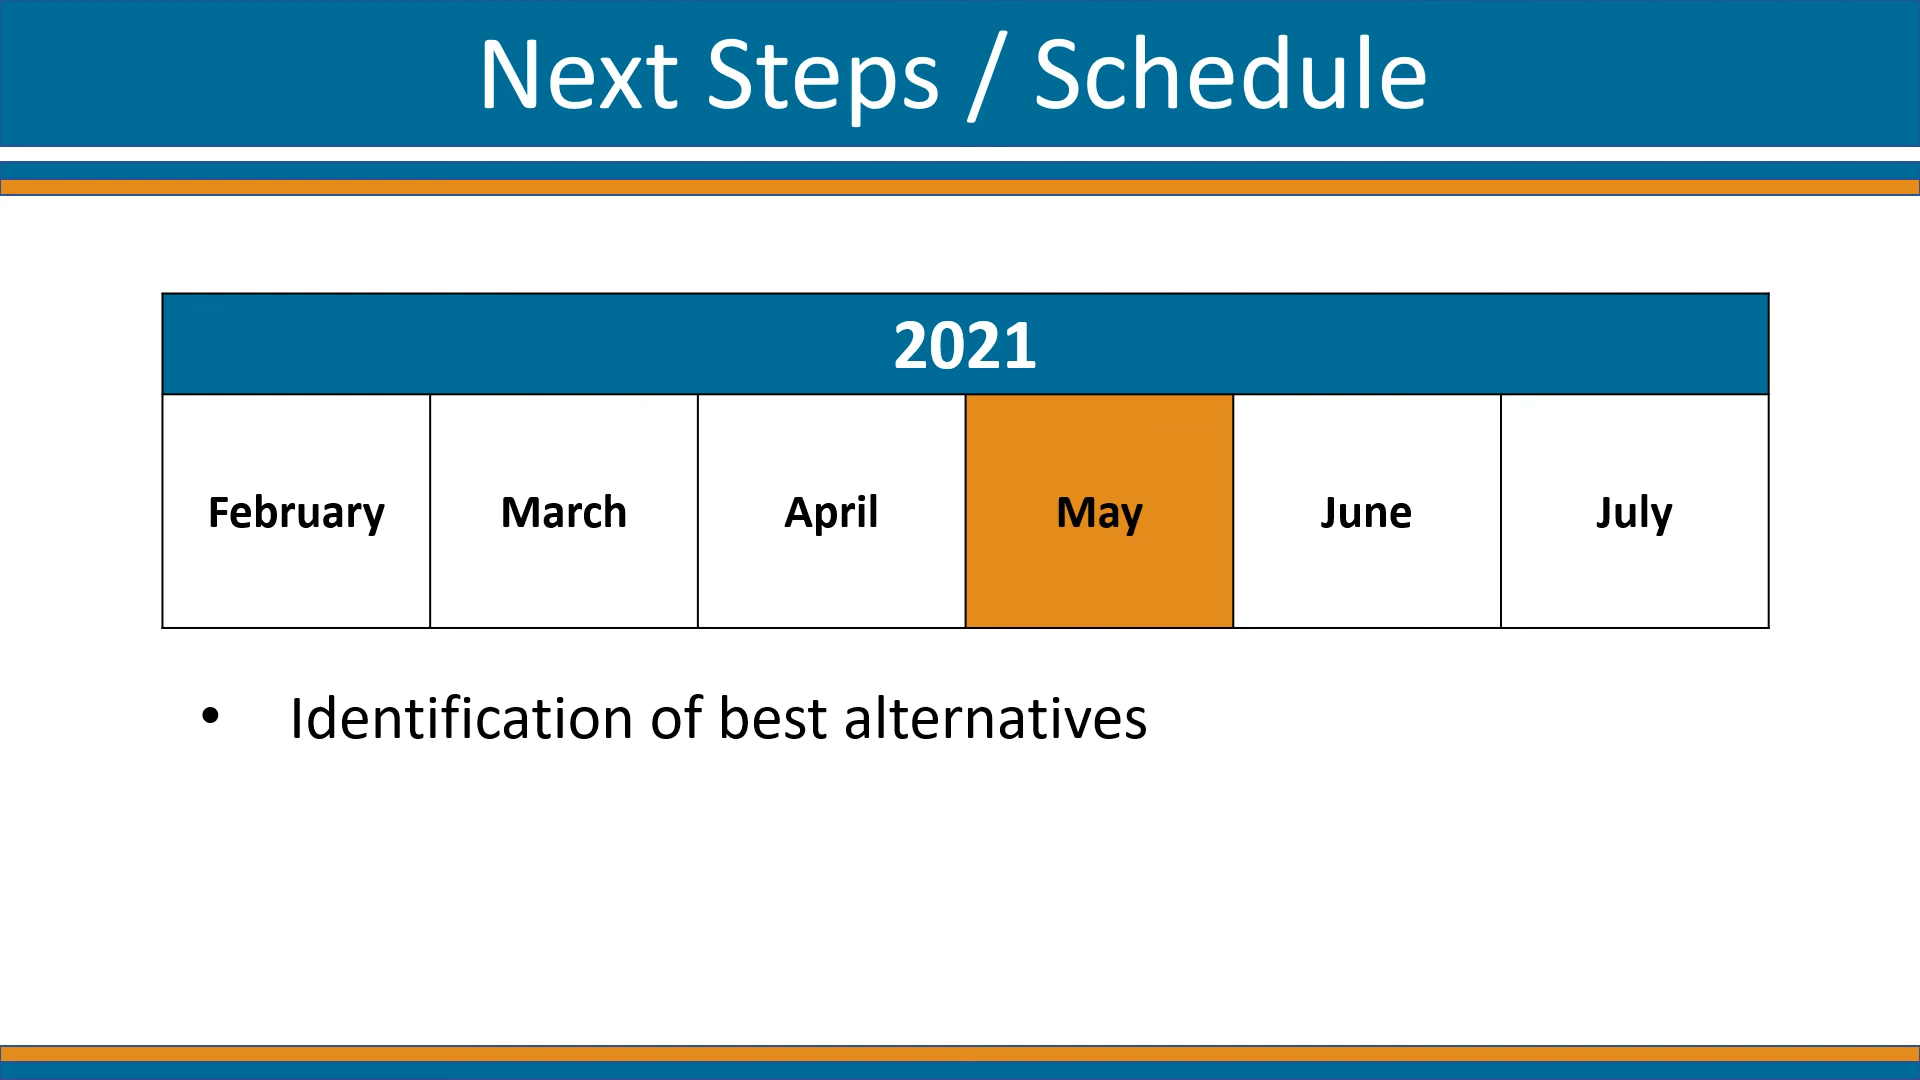 Next Steps / Schedule
2021
February March April May June July
• Identification of best alternatives